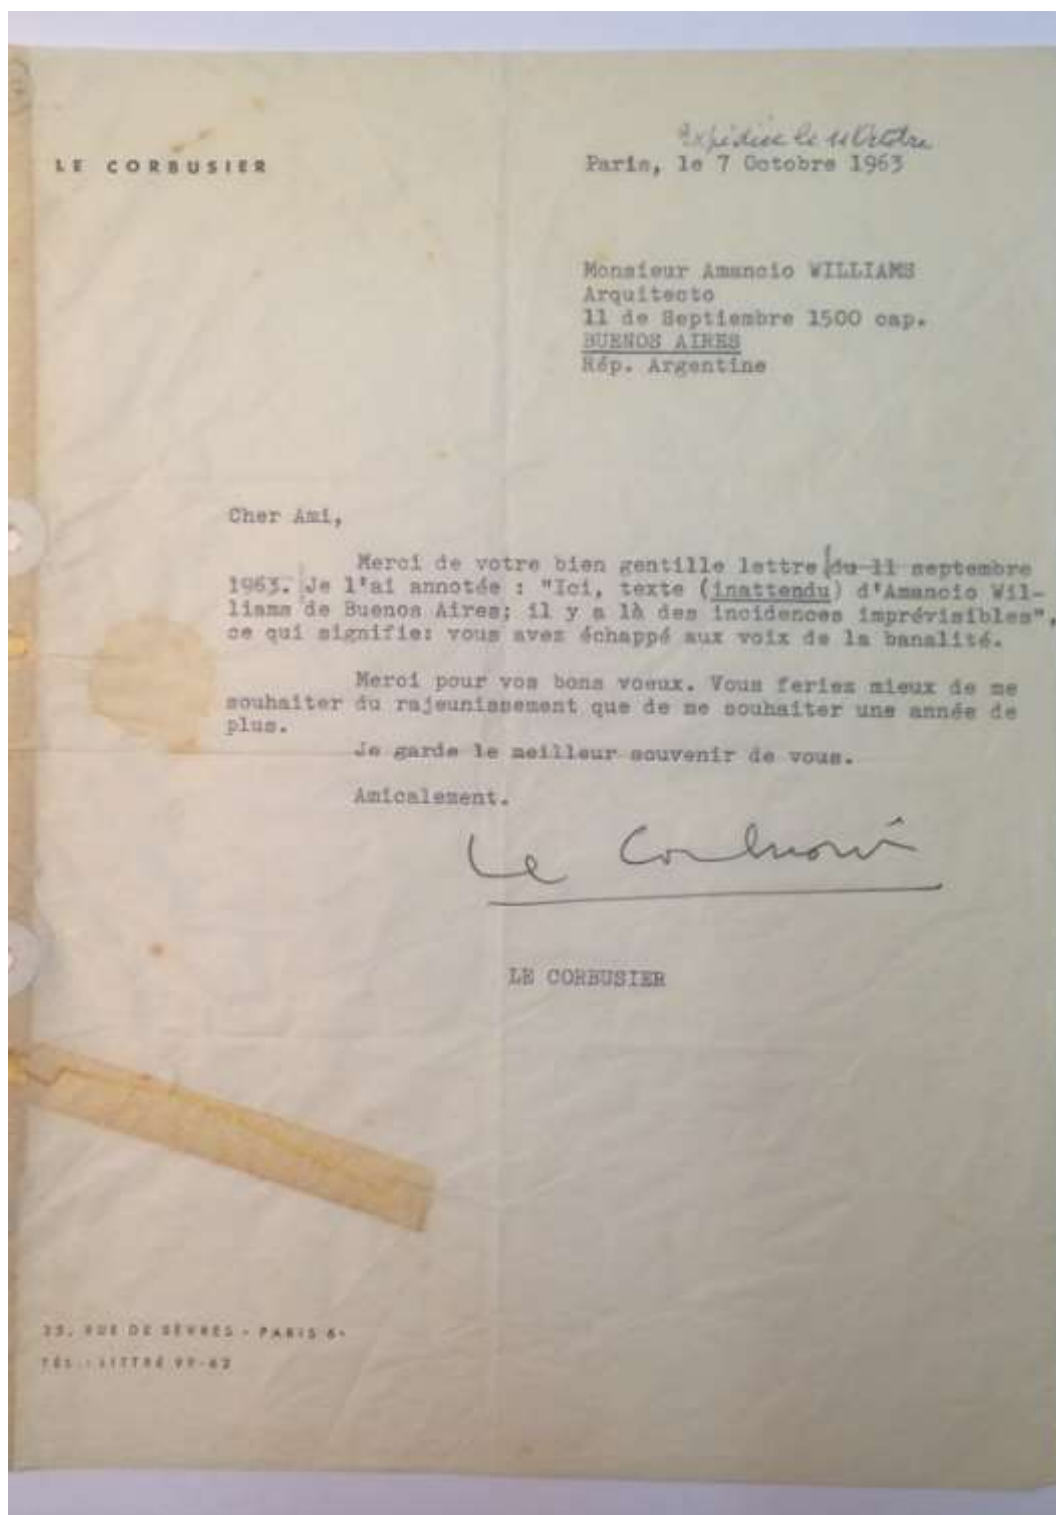 LE CORBUSIER
Expédiée le 11 Octobre
Paris, le 7 Octobre 1963
Monsieur Amancio WILLIAMS
Arquitecto
11 de Septiembre 1500 cap.
BUENOS AIRES
Rép. Argentine
Cher Ami,
Merci de votre bien gentille lettre du 11 septembre
1963. Je l'ai annotée : "Ici, texte (inattendu) d'Amancio Wil-
liams de Buenos Aires; il y a là des incidences imprévisibles",
ce qui signifie: vous avez échappé aux voix de la banalité.
Merci pour vos bons voeux. Vous feriez mieux de me
souhaiter du rajeunissement que de me souhaiter une année de
plus.
Je garde le meilleur souvenir de vous.
Amicalement.
Le Corbusier
LE CORBUSIER
35, RUE DE SÈVRES - PARIS 6e
TÉL. : LITTRÉ 99-62